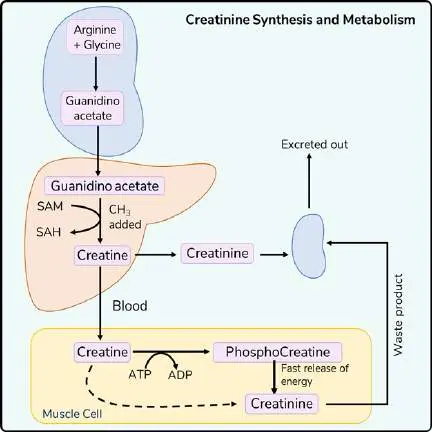 Creatinine Synthesis and Metabolism
Arginine
+ Glycine
Guanidino
acetate
Guanidino acetate
SAM
SAH
CH3
added
Creatine
Creatinine
Excreted out
Blood
Waste product
Creatine
ATP
ADP
PhosphoCreatine
Fast release of
energy
Creatinine
Muscle Cell